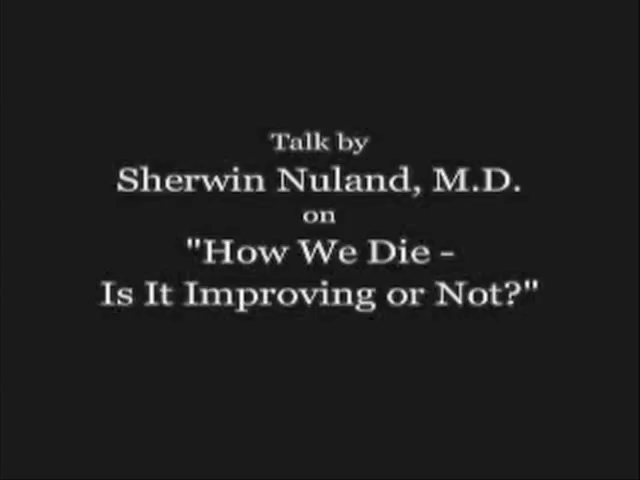 Talk by
Sherwin Nuland, M.D.
on
"How We Die -
Is It Improving or Not?"